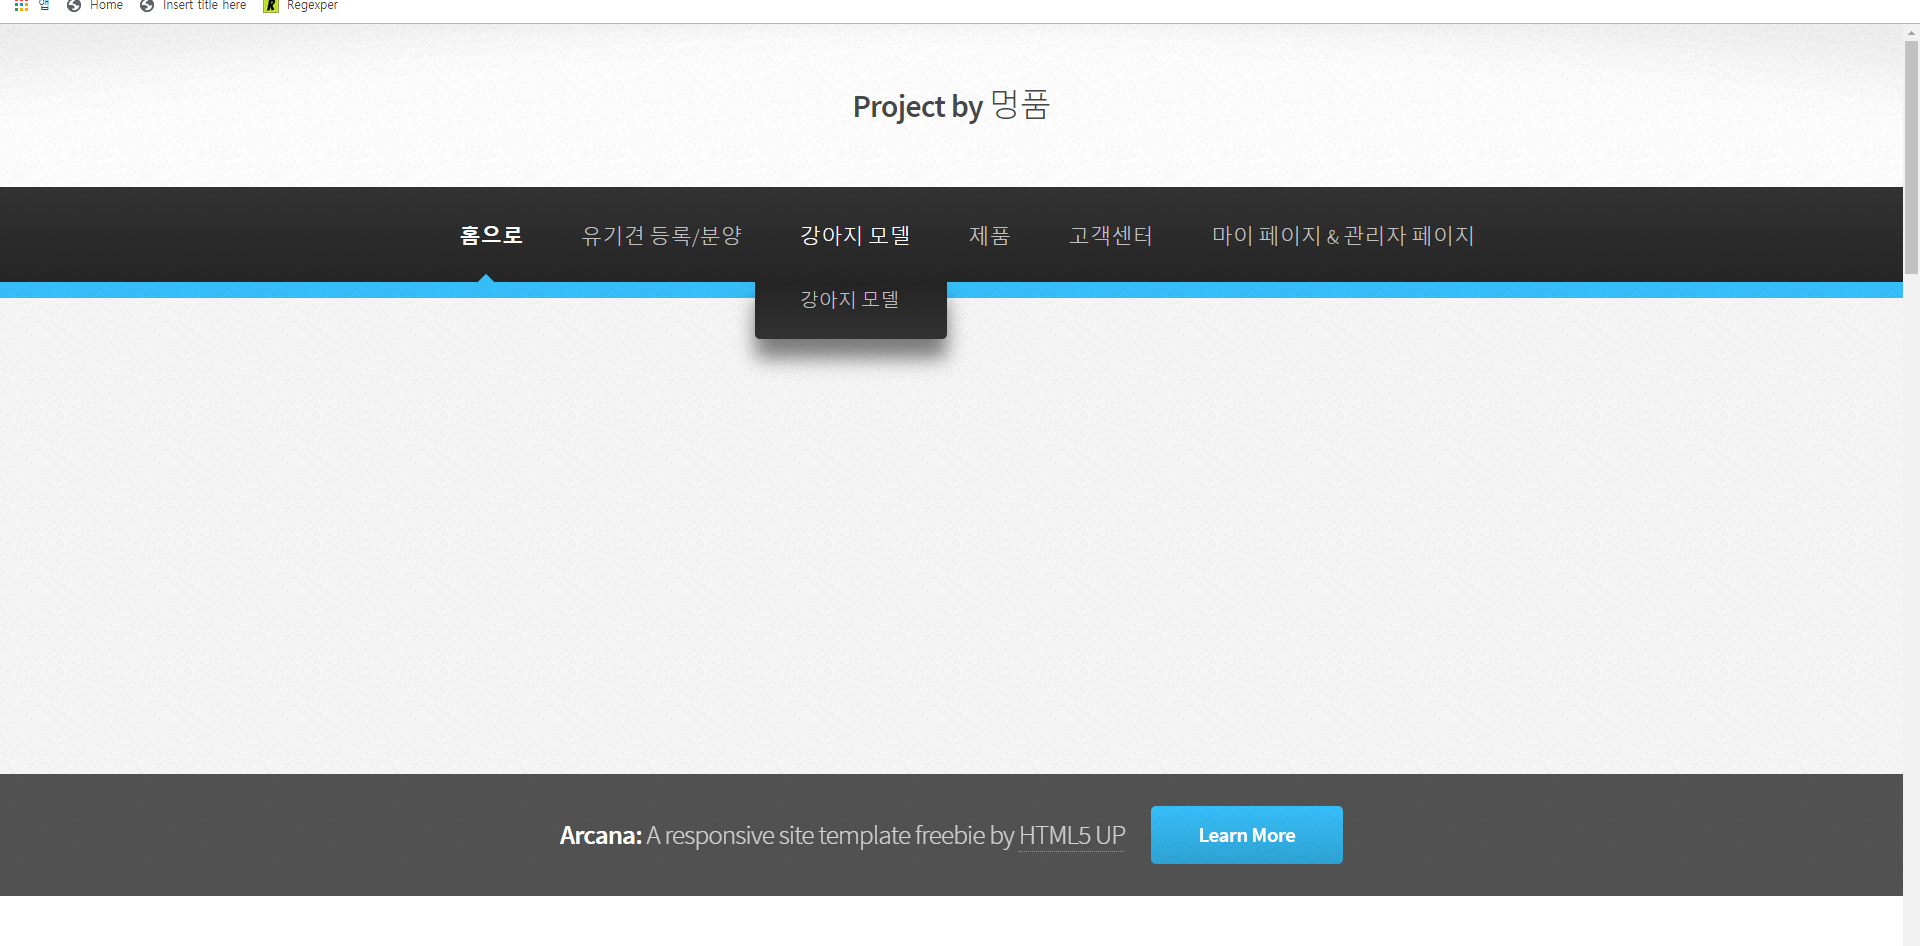 앱 Home Insert title here Regexper
Project by 멍품
홈으로 유기견 등록/분양 강아지 모델 제품 고객센터 마이 페이지 & 관리자 페이지
강아지 모델
Arcana: A responsive site template freebie by HTML5 UP Learn More